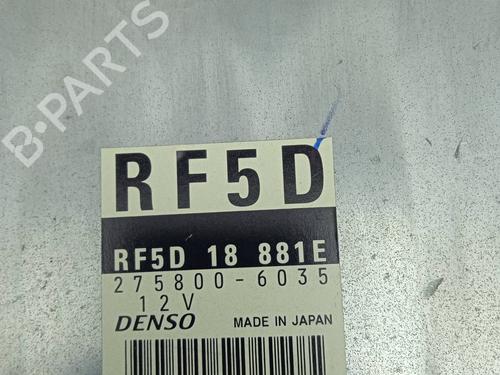 B-PARTS
RF5D
RF5D 18 881E
275800-6035
12V
DENSO MADE IN JAPAN